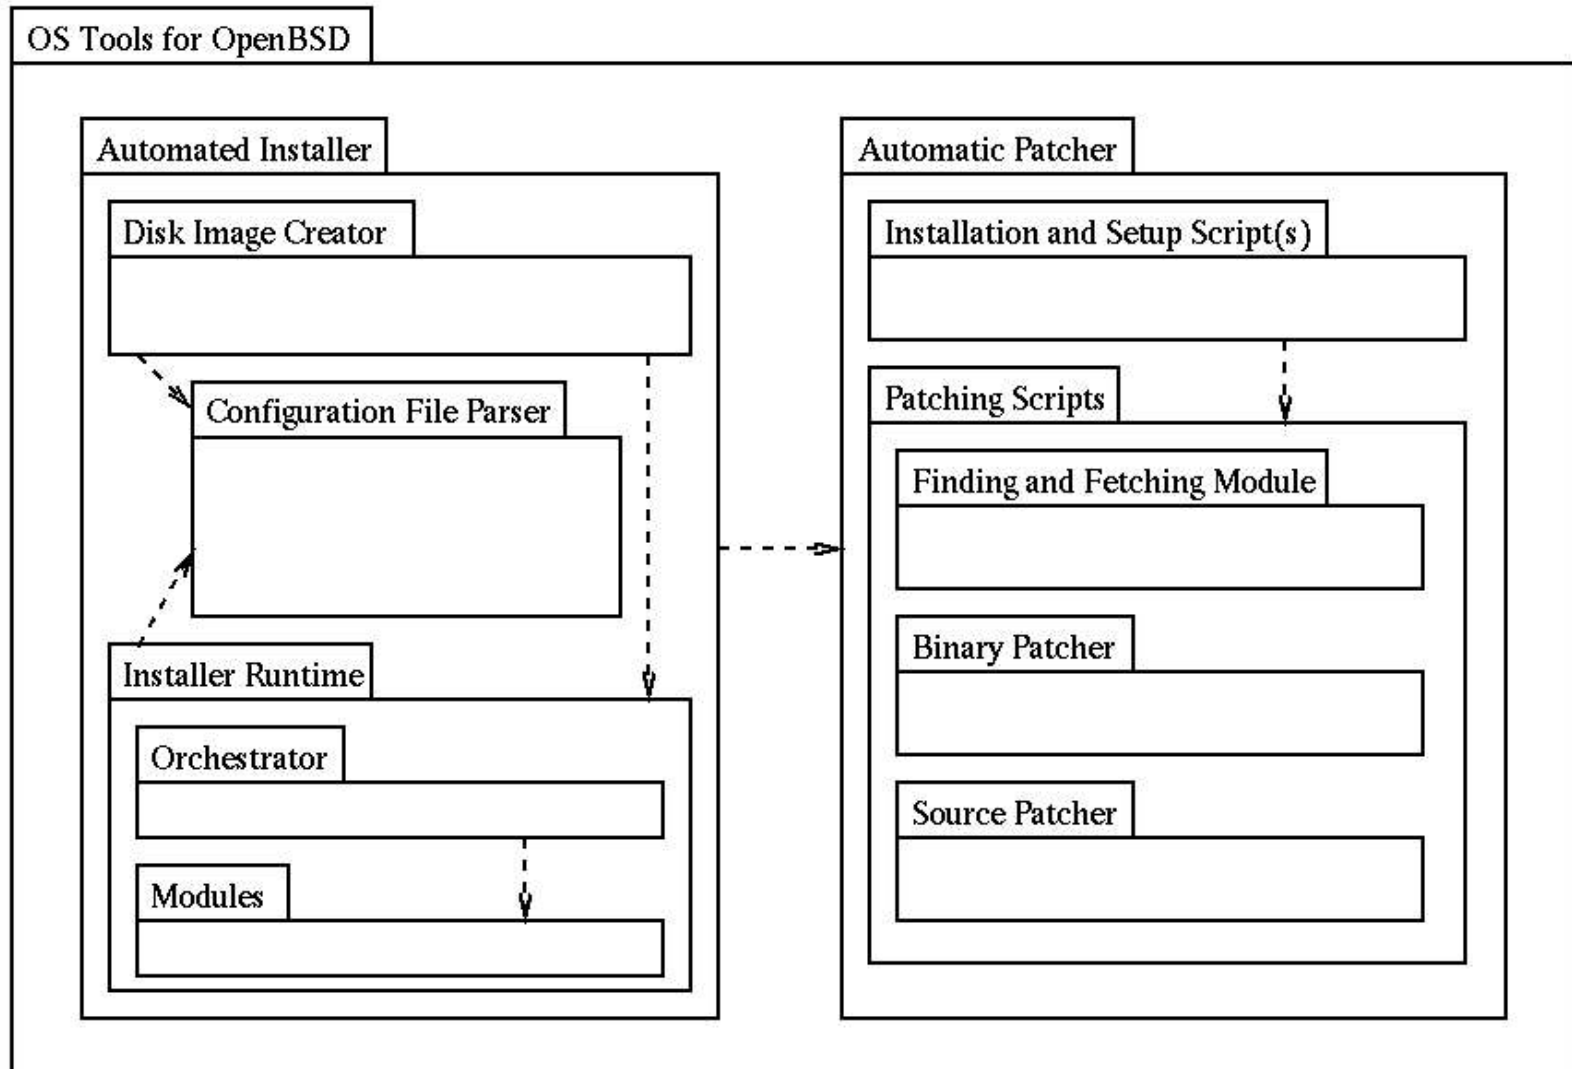 OS Tools for OpenBSD
Automated Installer
Disk Image Creator
Configuration File Parser
Installer Runtime
Orchestrator
Modules
Automatic Patcher
Installation and Setup Script(s)
Patching Scripts
Finding and Fetching Module
Binary Patcher
Source Patcher